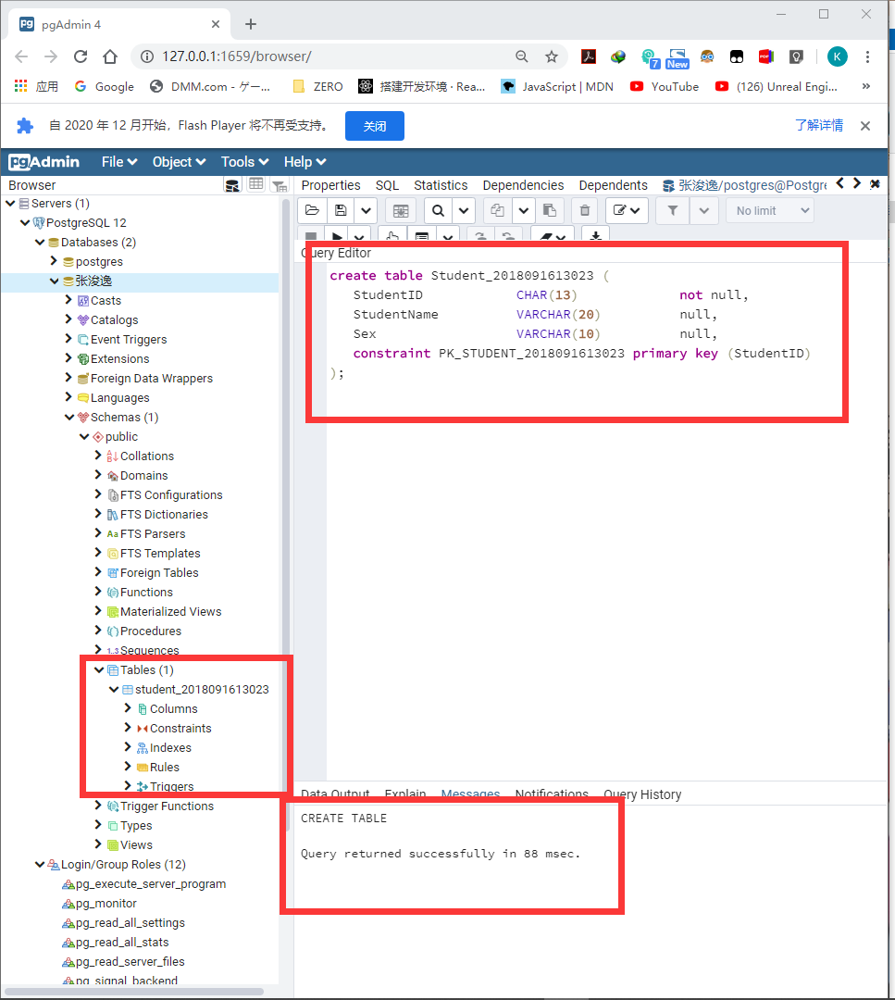 pgAdmin 4
127.0.0.1:1659/browser/
7
New
PDF
K
应用
Google
DMM.com - ゲー...
ZERO
搭建开发环境 · Rea...
JavaScript | MDN
YouTube
(126) Unreal Engi...
»
自 2020 年 12 月开始，Flash Player 将不再受支持。
关闭
了解详情
pgAdmin File Object Tools Help
Browser
Properties SQL Statistics Dependencies Dependents 张浚逸/postgres@Postgre
Servers (1)
PostgreSQL 12
Databases (2)
postgres
张浚逸
Casts
Catalogs
Event Triggers
Extensions
Foreign Data Wrappers
Languages
Schemas (1)
public
Collations
Domains
FTS Configurations
FTS Dictionaries
FTS Parsers
FTS Templates
Foreign Tables
Functions
Materialized Views
Procedures
Sequences
Tables (1)
student_2018091613023
Columns
Constraints
Indexes
Rules
Triggers
Trigger Functions
Types
Views
Login/Group Roles (12)
pg_execute_server_program
pg_monitor
pg_read_all_settings
pg_read_all_stats
pg_read_server_files
pg_signal_backend
No limit
Query Editor
create table Student_2018091613023 (
StudentID CHAR(13) not null,
StudentName VARCHAR(20) null,
Sex VARCHAR(10) null,
constraint PK_STUDENT_2018091613023 primary key (StudentID)
);
Data Output Explain Messages Notifications Query History
CREATE TABLE
Query returned successfully in 88 msec.